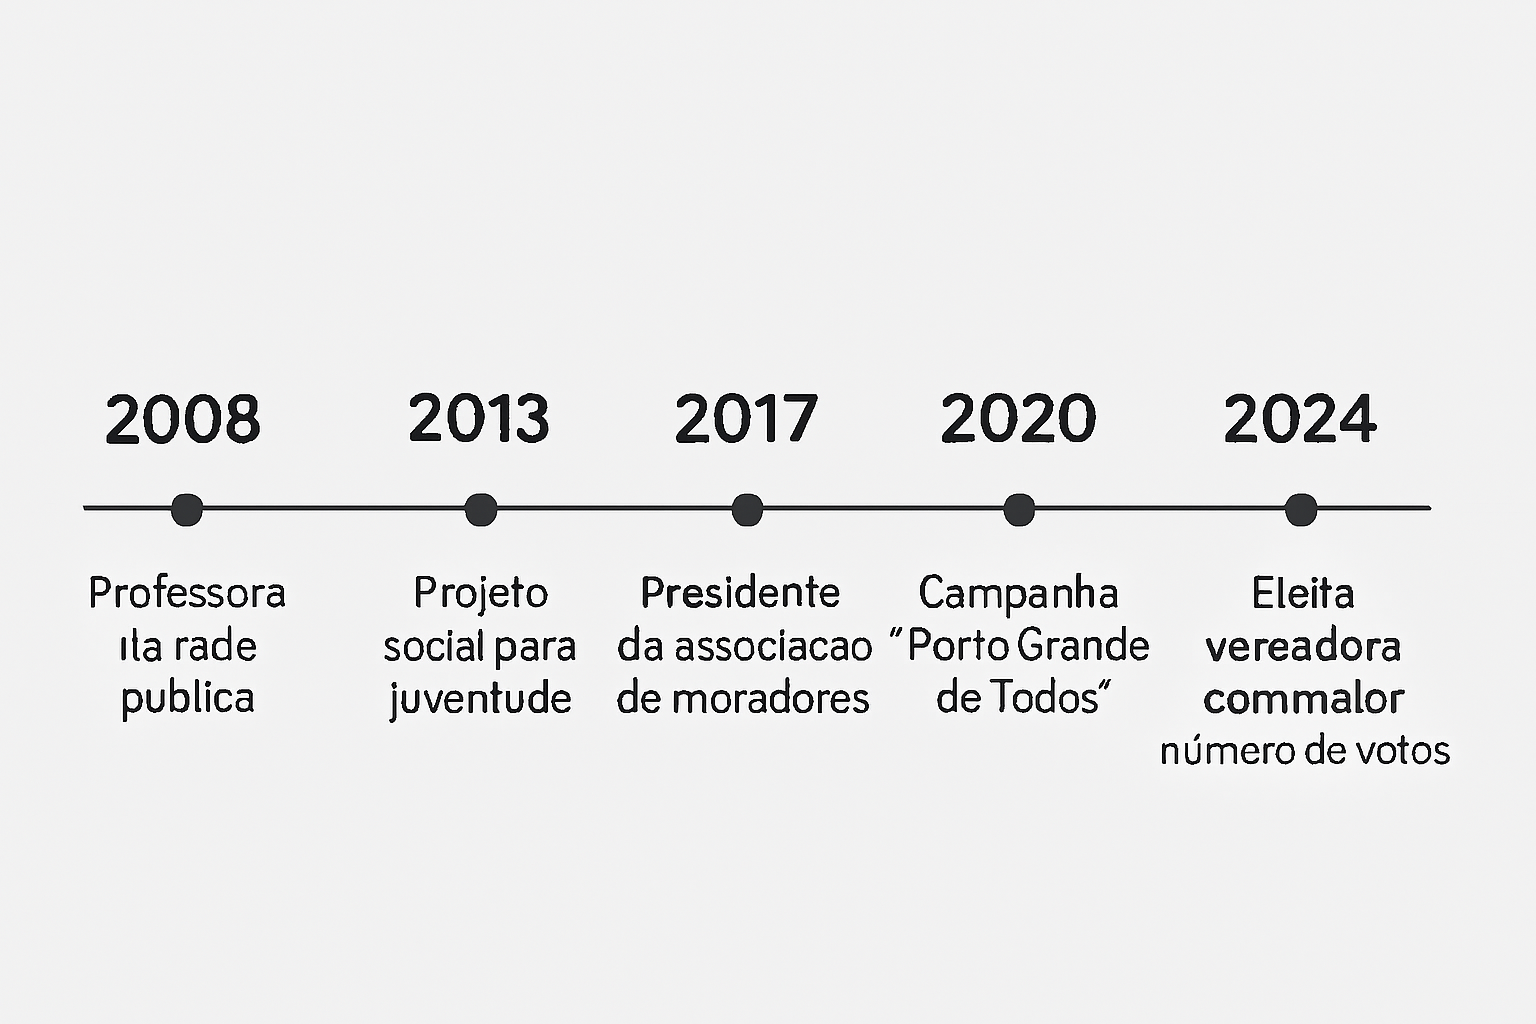 2008
Professora
ıta rade
publica
2013
Projeto
social para
juventude
2017
Presidente
da associacao
de moradores
2020
Campanha
"Porto Grande
de Todos"
2024
Eleita
vereadora
commalor
número de votos